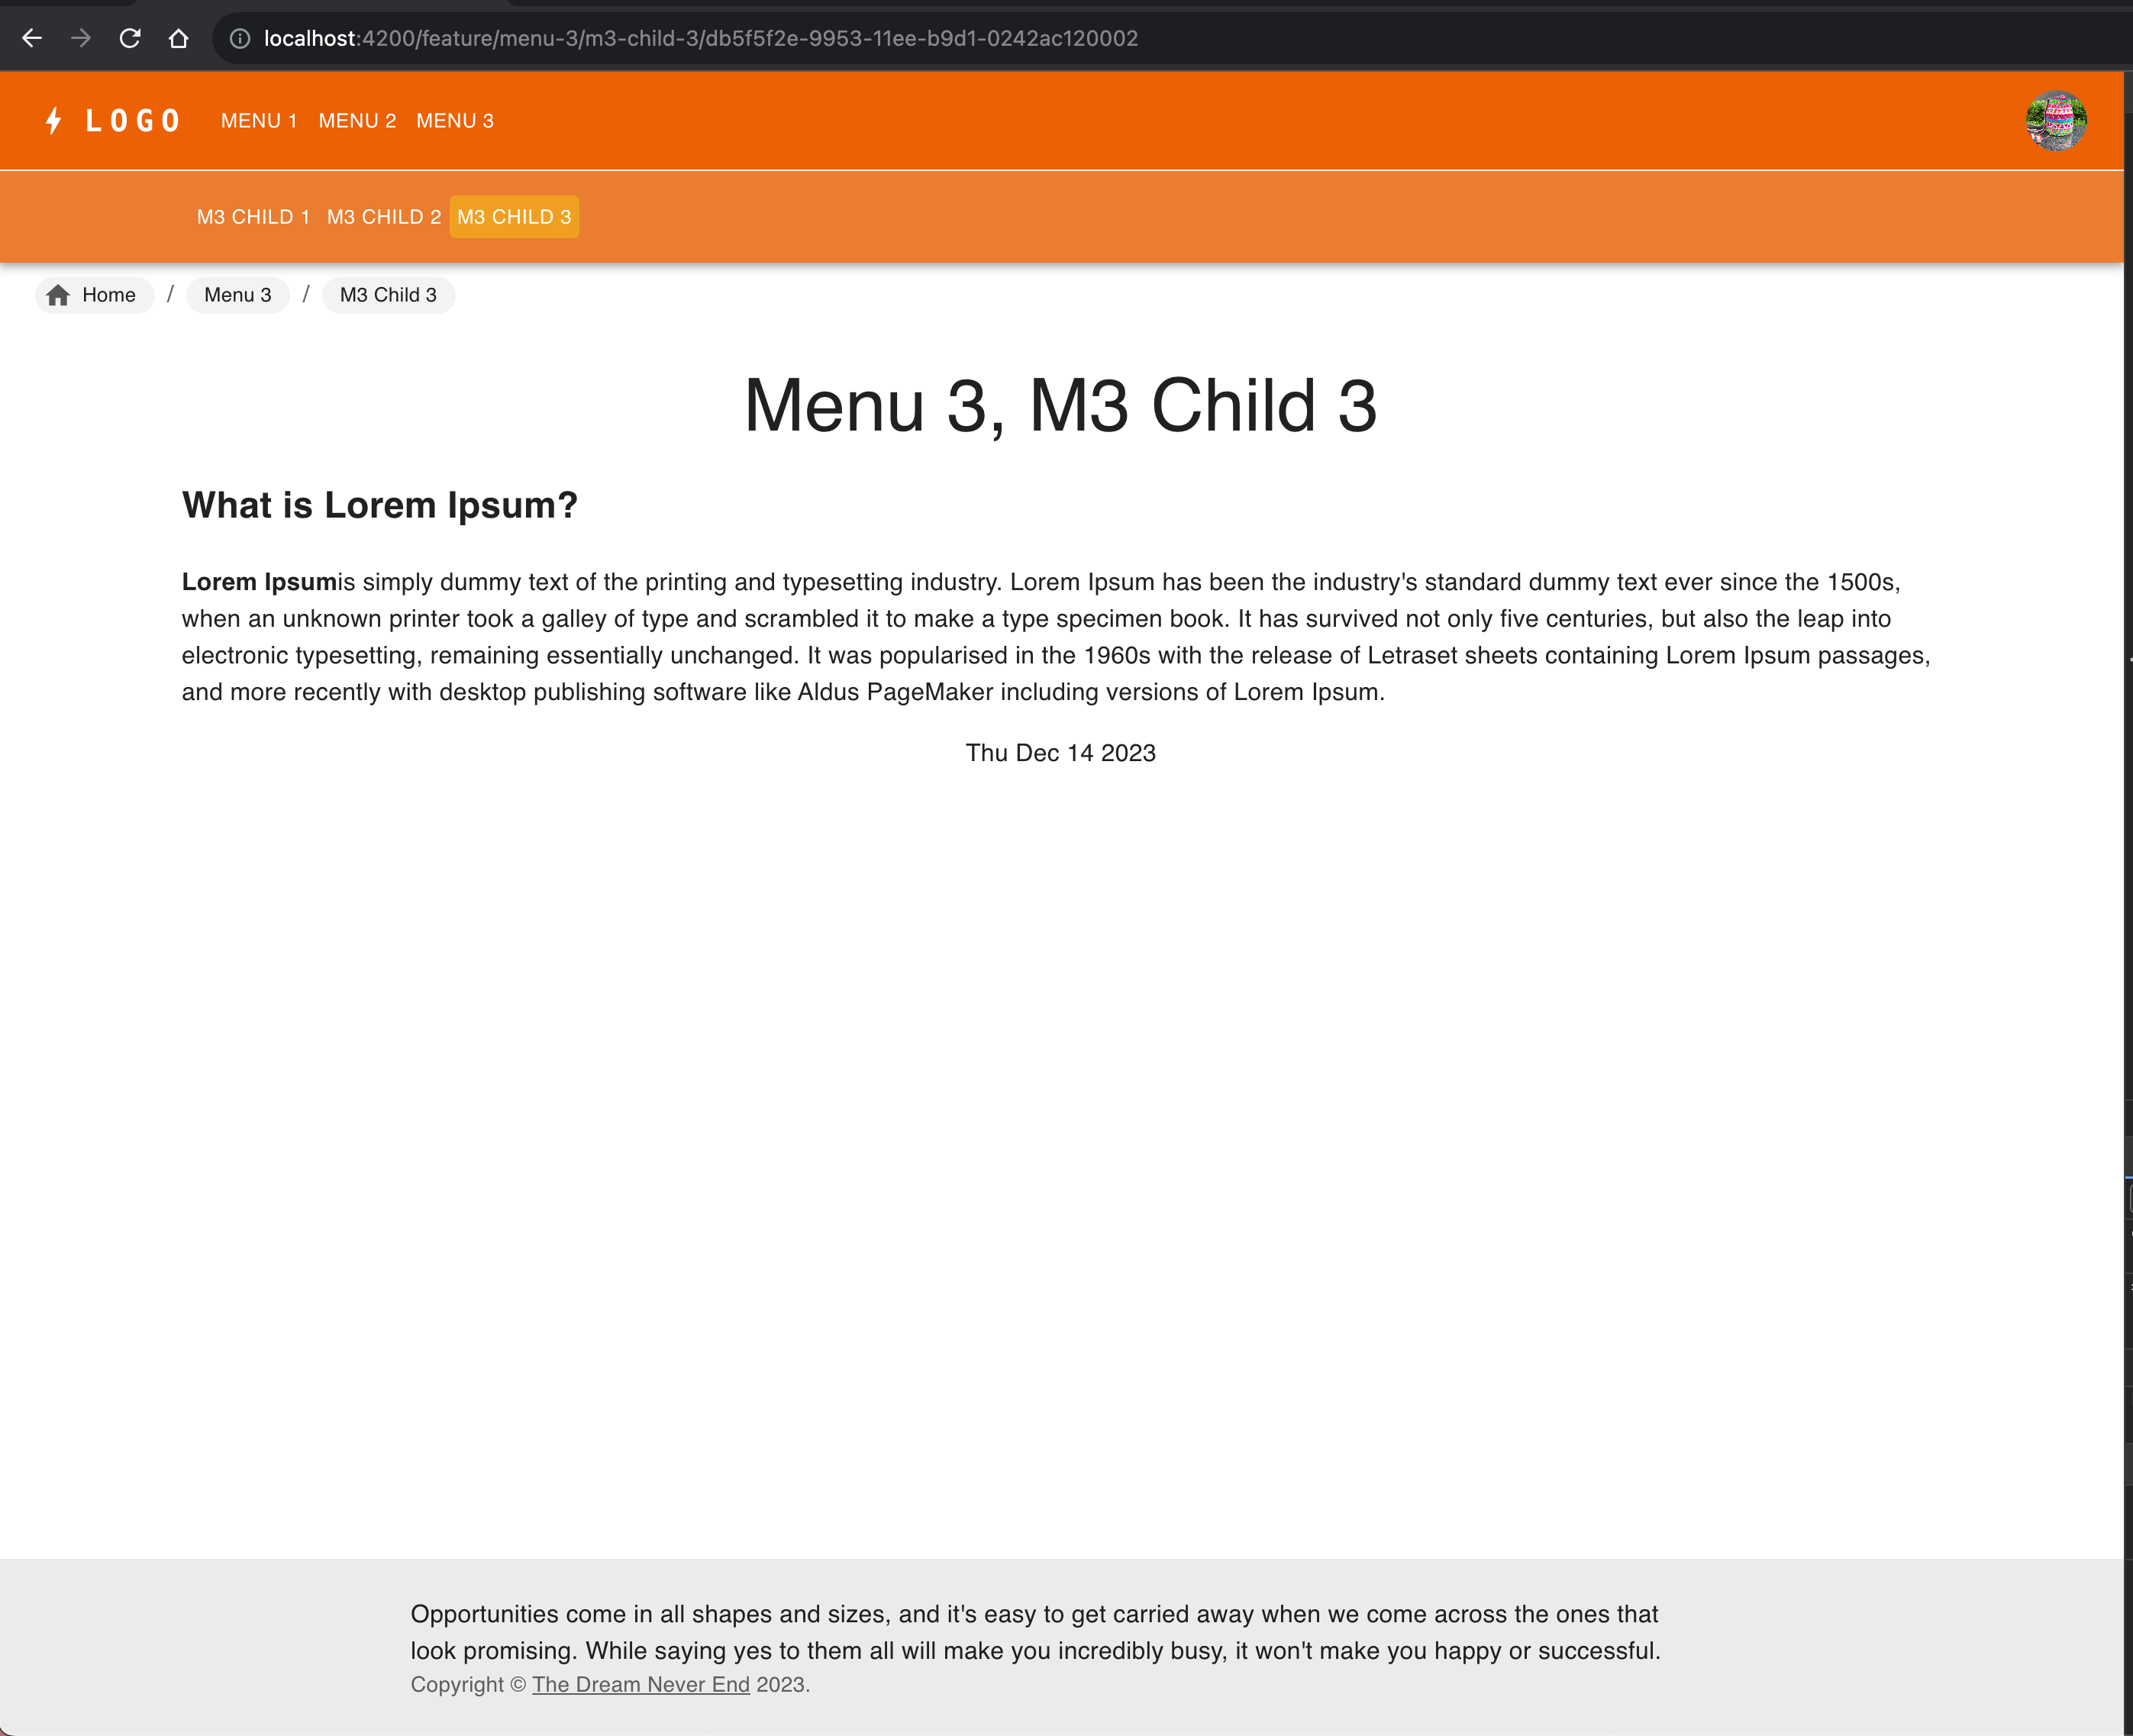 localhost:4200/feature/menu-3/m3-child-3/db5f5f2e-9953-11ee-b9d1-0242ac120002
LOGO MENU 1 MENU 2 MENU 3
M3 CHILD 1 M3 CHILD 2 M3 CHILD 3
Home / Menu 3 / M3 Child 3
Menu 3, M3 Child 3
What is Lorem Ipsum?
Lorem Ipsumis simply dummy text of the printing and typesetting industry. Lorem Ipsum has been the industry's standard dummy text ever since the 1500s,
when an unknown printer took a galley of type and scrambled it to make a type specimen book. It has survived not only five centuries, but also the leap into
electronic typesetting, remaining essentially unchanged. It was popularised in the 1960s with the release of Letraset sheets containing Lorem Ipsum passages,
and more recently with desktop publishing software like Aldus PageMaker including versions of Lorem Ipsum.
Thu Dec 14 2023
Opportunities come in all shapes and sizes, and it's easy to get carried away when we come across the ones that
look promising. While saying yes to them all will make you incredibly busy, it won't make you happy or successful.
Copyright © The Dream Never End 2023.